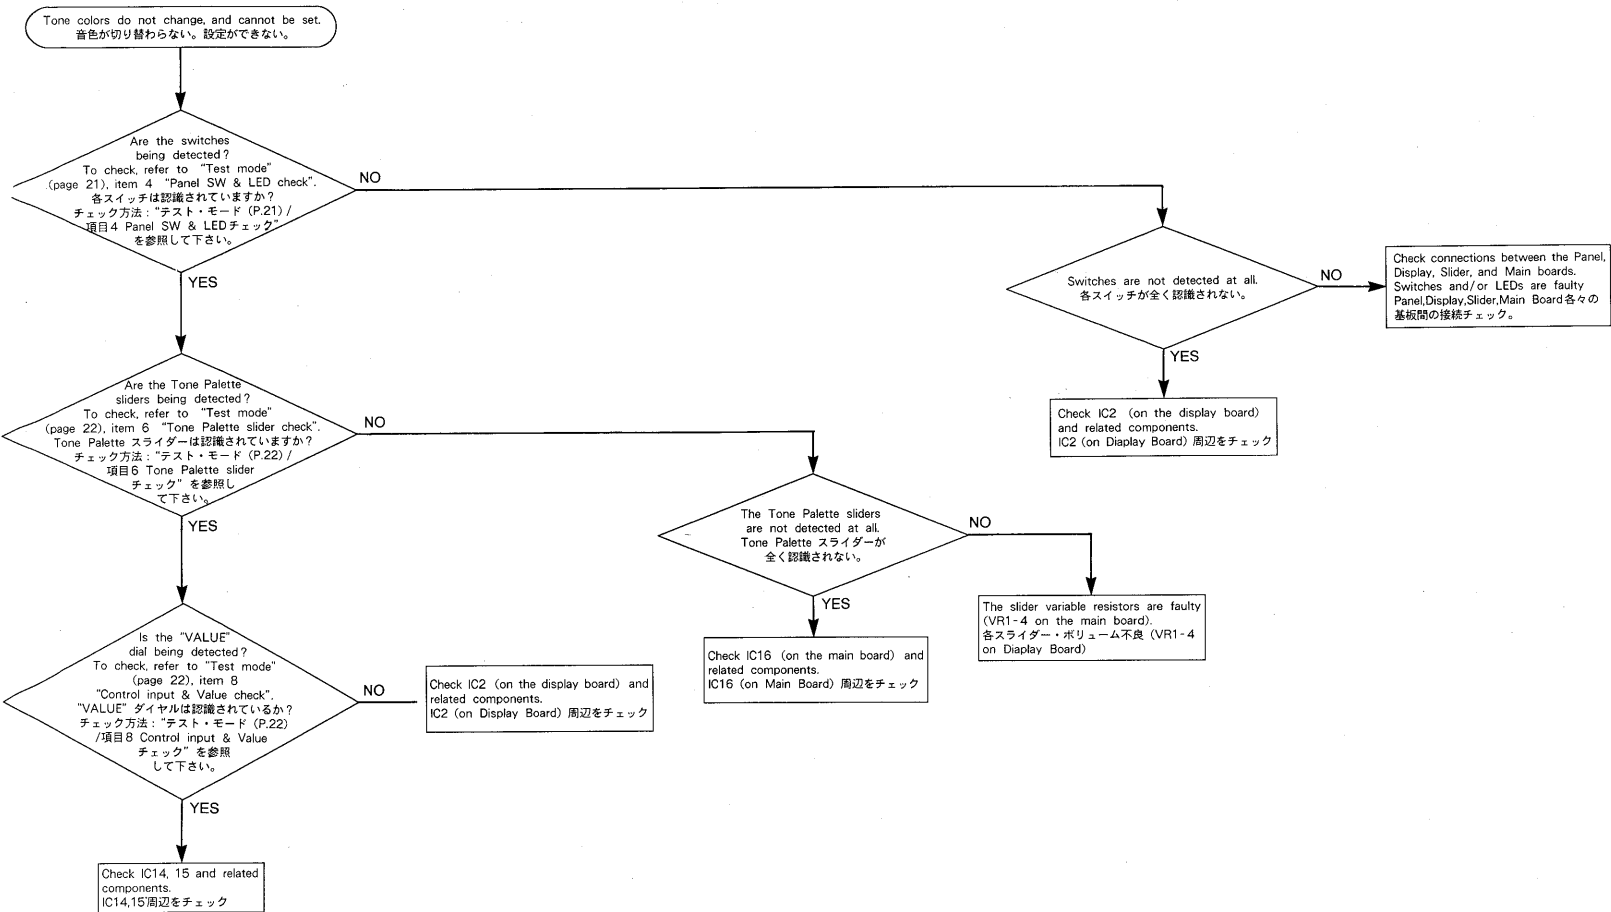 Tone colors do not change, and cannot be set.
音色が切り替わらない。設定ができない。
Are the switches
being detected?
To check, refer to “Test mode”
(page 21), item 4 “Panel SW & LED check”.
各スイッチは認識されていますか?
チェック方法：“テスト・モード（P.21）/
項目4 Panel SW & LEDチェック”
を参照して下さい。
NO
YES
Switches are not detected at all.
各スイッチが全く認識されない。
NO
Check connections between the Panel,
Display, Slider, and Main boards.
Switches and/or LEDs are faulty
Panel,Display,Slider,Main Board各々の
基板間の接続チェック。
YES
Check IC2 (on the display board)
and related components.
IC2 (on Diaplay Board) 周辺をチェック
Are the Tone Palette
sliders being detected?
To check, refer to “Test mode”
(page 22), item 6 “Tone Palette slider check”.
Tone Palette スライダーは認識されていますか?
チェック方法：“テスト・モード（P.22）/
項目6 Tone Palette slider
チェック” を参照し
て下さい。
NO
YES
The Tone Palette sliders
are not detected at all.
Tone Palette スライダーが
全く認識されない。
NO
YES
The slider variable resistors are faulty
(VR1-4 on the main board).
各スライダー・ボリューム不良 (VR1-4
on Diaplay Board)
Check IC16 (on the main board) and
related components.
IC16 (on Main Board) 周辺をチェック
Is the “VALUE”
dial being detected?
To check, refer to “Test mode”
(page 22), item 8
“Control input & Value check”.
“VALUE” ダイヤルは認識されているか?
チェック方法：“テスト・モード（P.22）
/項目8 Control input & Value
チェック” を参照
して下さい。
NO
Check IC2 (on the display board) and
related components.
IC2 (on Display Board) 周辺をチェック
YES
Check IC14, 15 and related
components.
IC14,15周辺をチェック